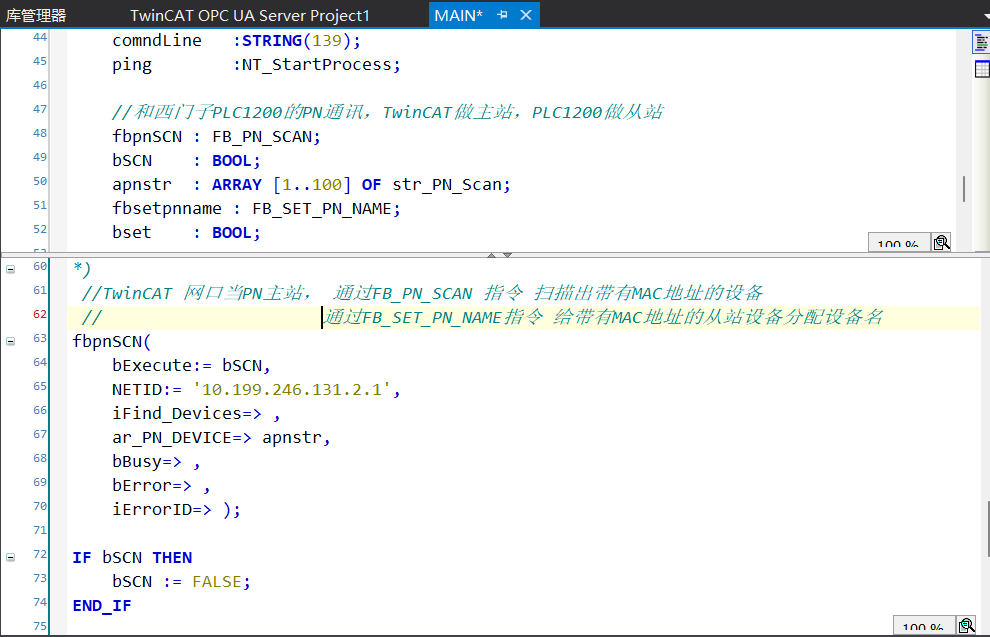 库管理器 TwinCAT OPC UA Server Project1 MAIN*
44 comndLine :STRING(139);
45 ping :NT_StartProcess;
46
47 //和西门子PLC1200的PN通讯，TwinCAT做主站，PLC1200做从站
48 fbpnSCN : FB_PN_SCAN;
49 bSCN : BOOL;
50 apnstr : ARRAY [1..100] OF str_PN_Scan;
51 fbsetpnname : FB_SET_PN_NAME;
52 bset : BOOL;
100 %
60 *)
61 //TwinCAT 网口当PN主站， 通过FB_PN_SCAN 指令 扫描出带有MAC地址的设备
62 // 通过FB_SET_PN_NAME指令 给带有MAC地址的从站设备分配设备名
63 fbpnSCN(
64 bExecute:= bSCN,
65 NETID:= '10.199.246.131.2.1',
66 iFind_Devices=> ,
67 ar_PN_DEVICE=> apnstr,
68 bBusy=> ,
69 bError=> ,
70 iErrorID=> );
71
72 IF bSCN THEN
73 bSCN := FALSE;
74 END_IF
75
100 %